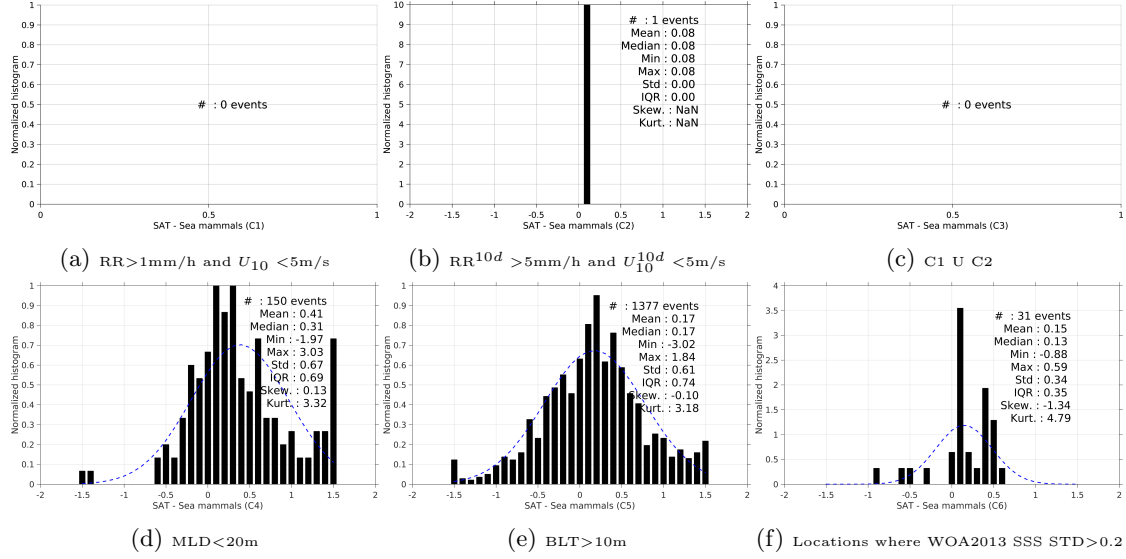 1
0.9
0.8
0.7
0.6
0.5
0.4
0.3
0.2
0.1
0
0 0.5 1
Normalized histogram
# : 0 events
SAT - Sea mammals (C1)
(a) RR>1mm/h and U10 <5m/s
10
9
8
7
6
5
4
3
2
1
0
-2 -1.5 -1 -0.5 0 0.5 1 1.5 2
Normalized histogram
# : 1 events
Mean : 0.08
Median : 0.08
Min : 0.08
Max : 0.08
Std : 0.00
IQR : 0.00
Skew. : NaN
Kurt. : NaN
SAT - Sea mammals (C2)
(b) RR^10d >5mm/h and U10^10d <5m/s
1
0.9
0.8
0.7
0.6
0.5
0.4
0.3
0.2
0.1
0
0 0.5 1
Normalized histogram
# : 0 events
SAT - Sea mammals (C3)
(c) C1 U C2
1
0.9
0.8
0.7
0.6
0.5
0.4
0.3
0.2
0.1
0
-2 -1.5 -1 -0.5 0 0.5 1 1.5 2
Normalized histogram
# : 150 events
Mean : 0.41
Median : 0.31
Min : -1.97
Max : 3.03
Std : 0.67
IQR : 0.69
Skew. : 0.13
Kurt. : 3.32
SAT - Sea mammals (C4)
(d) MLD<20m
1
0.9
0.8
0.7
0.6
0.5
0.4
0.3
0.2
0.1
0
-2 -1.5 -1 -0.5 0 0.5 1 1.5 2
Normalized histogram
# : 1377 events
Mean : 0.17
Median : 0.17
Min : -3.02
Max : 1.84
Std : 0.61
IQR : 0.74
Skew. : -0.10
Kurt. : 3.18
SAT - Sea mammals (C5)
(e) BLT>10m
4
3.5
3
2.5
2
1.5
1
0.5
0
-2 -1.5 -1 -0.5 0 0.5 1 1.5 2
Normalized histogram
# : 31 events
Mean : 0.15
Median : 0.13
Min : -0.88
Max : 0.59
Std : 0.34
IQR : 0.35
Skew. : -1.34
Kurt. : 4.79
SAT - Sea mammals (C6)
(f) Locations where WOA2013 SSS STD>0.2